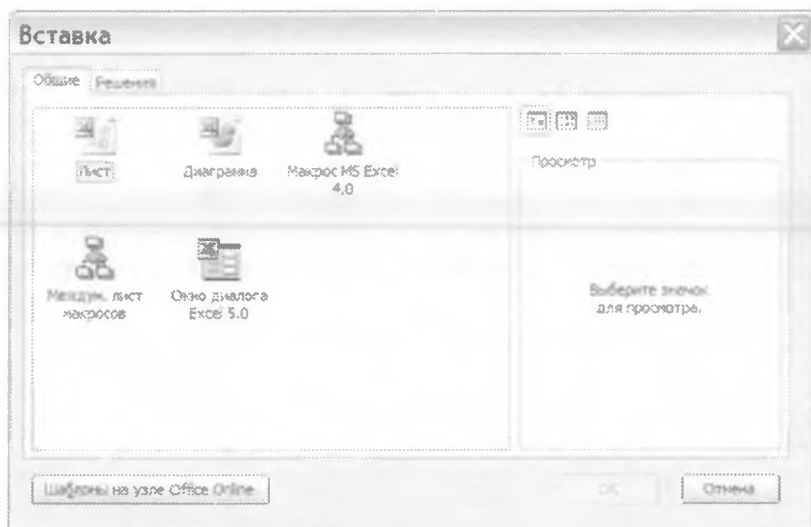 Вставка
Общие Решения
Лист
Диаграмма
Макрос MS Excel
4.0
Просмотр
Междун. лист
макросов
Окно диалога
Excel 5.0
Выберите значок
для просмотра.
Шаблоны на узле Office Online
ОК
Отмена